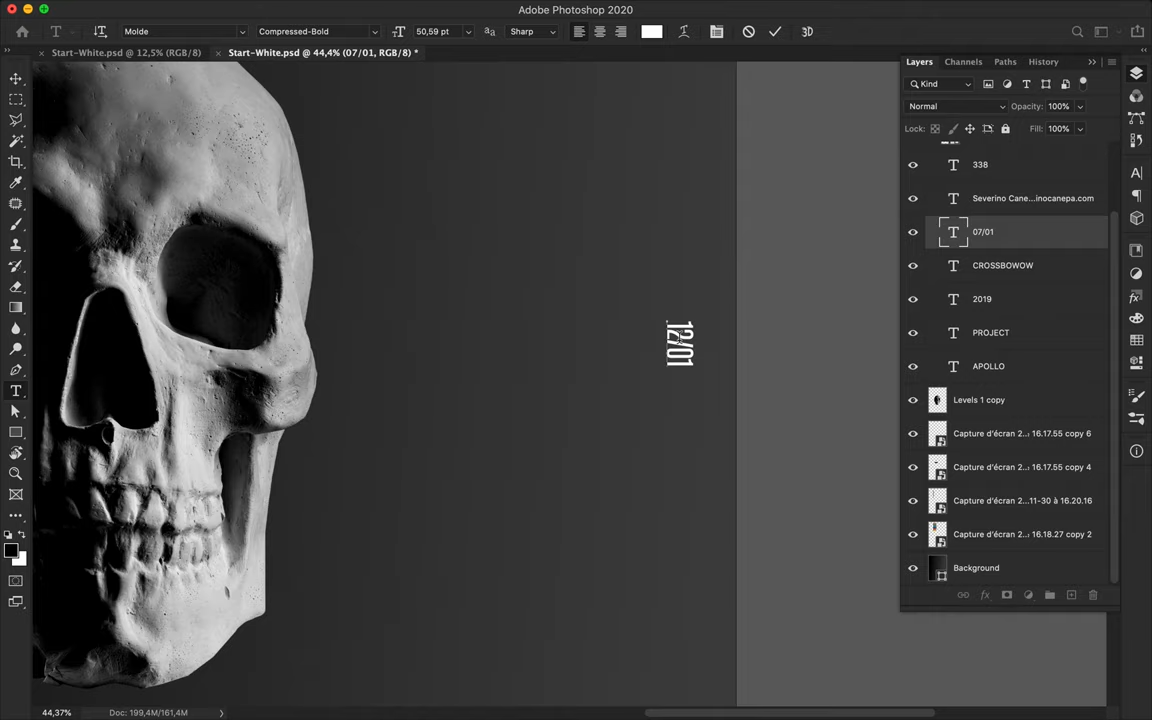 Adobe Photoshop 2020
Molde
Compressed-Bold
50,59 pt
Sharp
3D
Start-White.psd @ 12,5% (RGB/8)
Start-White.psd @ 44,4% (07/01, RGB/8) *
Layers
Channels
Paths
History
Kind
Normal
Opacity: 100%
Lock:
Fill: 100%
338
Severino Cane...inocanepa.com
07/01
CROSSBOWOW
2019
PROJECT
APOLLO
Levels 1 copy
Capture d'écran 2...: 16.17.55 copy 6
Capture d'écran 2...: 16.17.55 copy 4
Capture d'écran 2...11-30 à 16.20.16
Capture d'écran 2...: 16.18.27 copy 2
Background
12/01
44,37%
Doc: 199,4M/161,4M